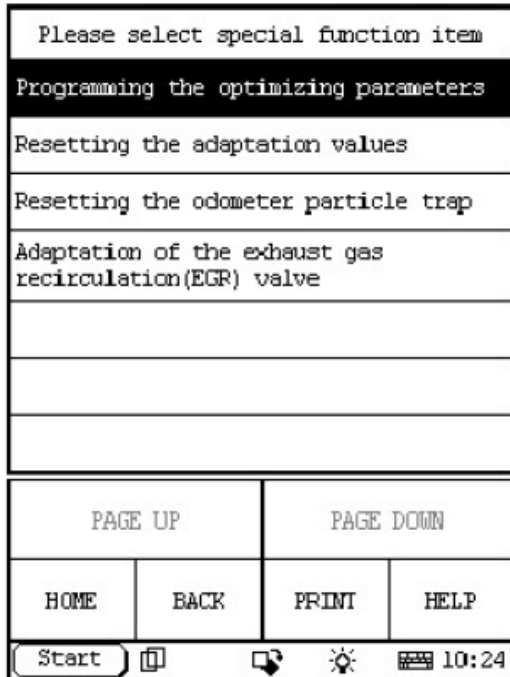 Please select special function item
Programming the optimizing parameters
Resetting the adaptation values
Resetting the odometer particle trap
Adaptation of the exhaust gas
recirculation(EGR) valve
PAGE UP PAGE DOWN
HOME BACK PRINT HELP
Start 10:24